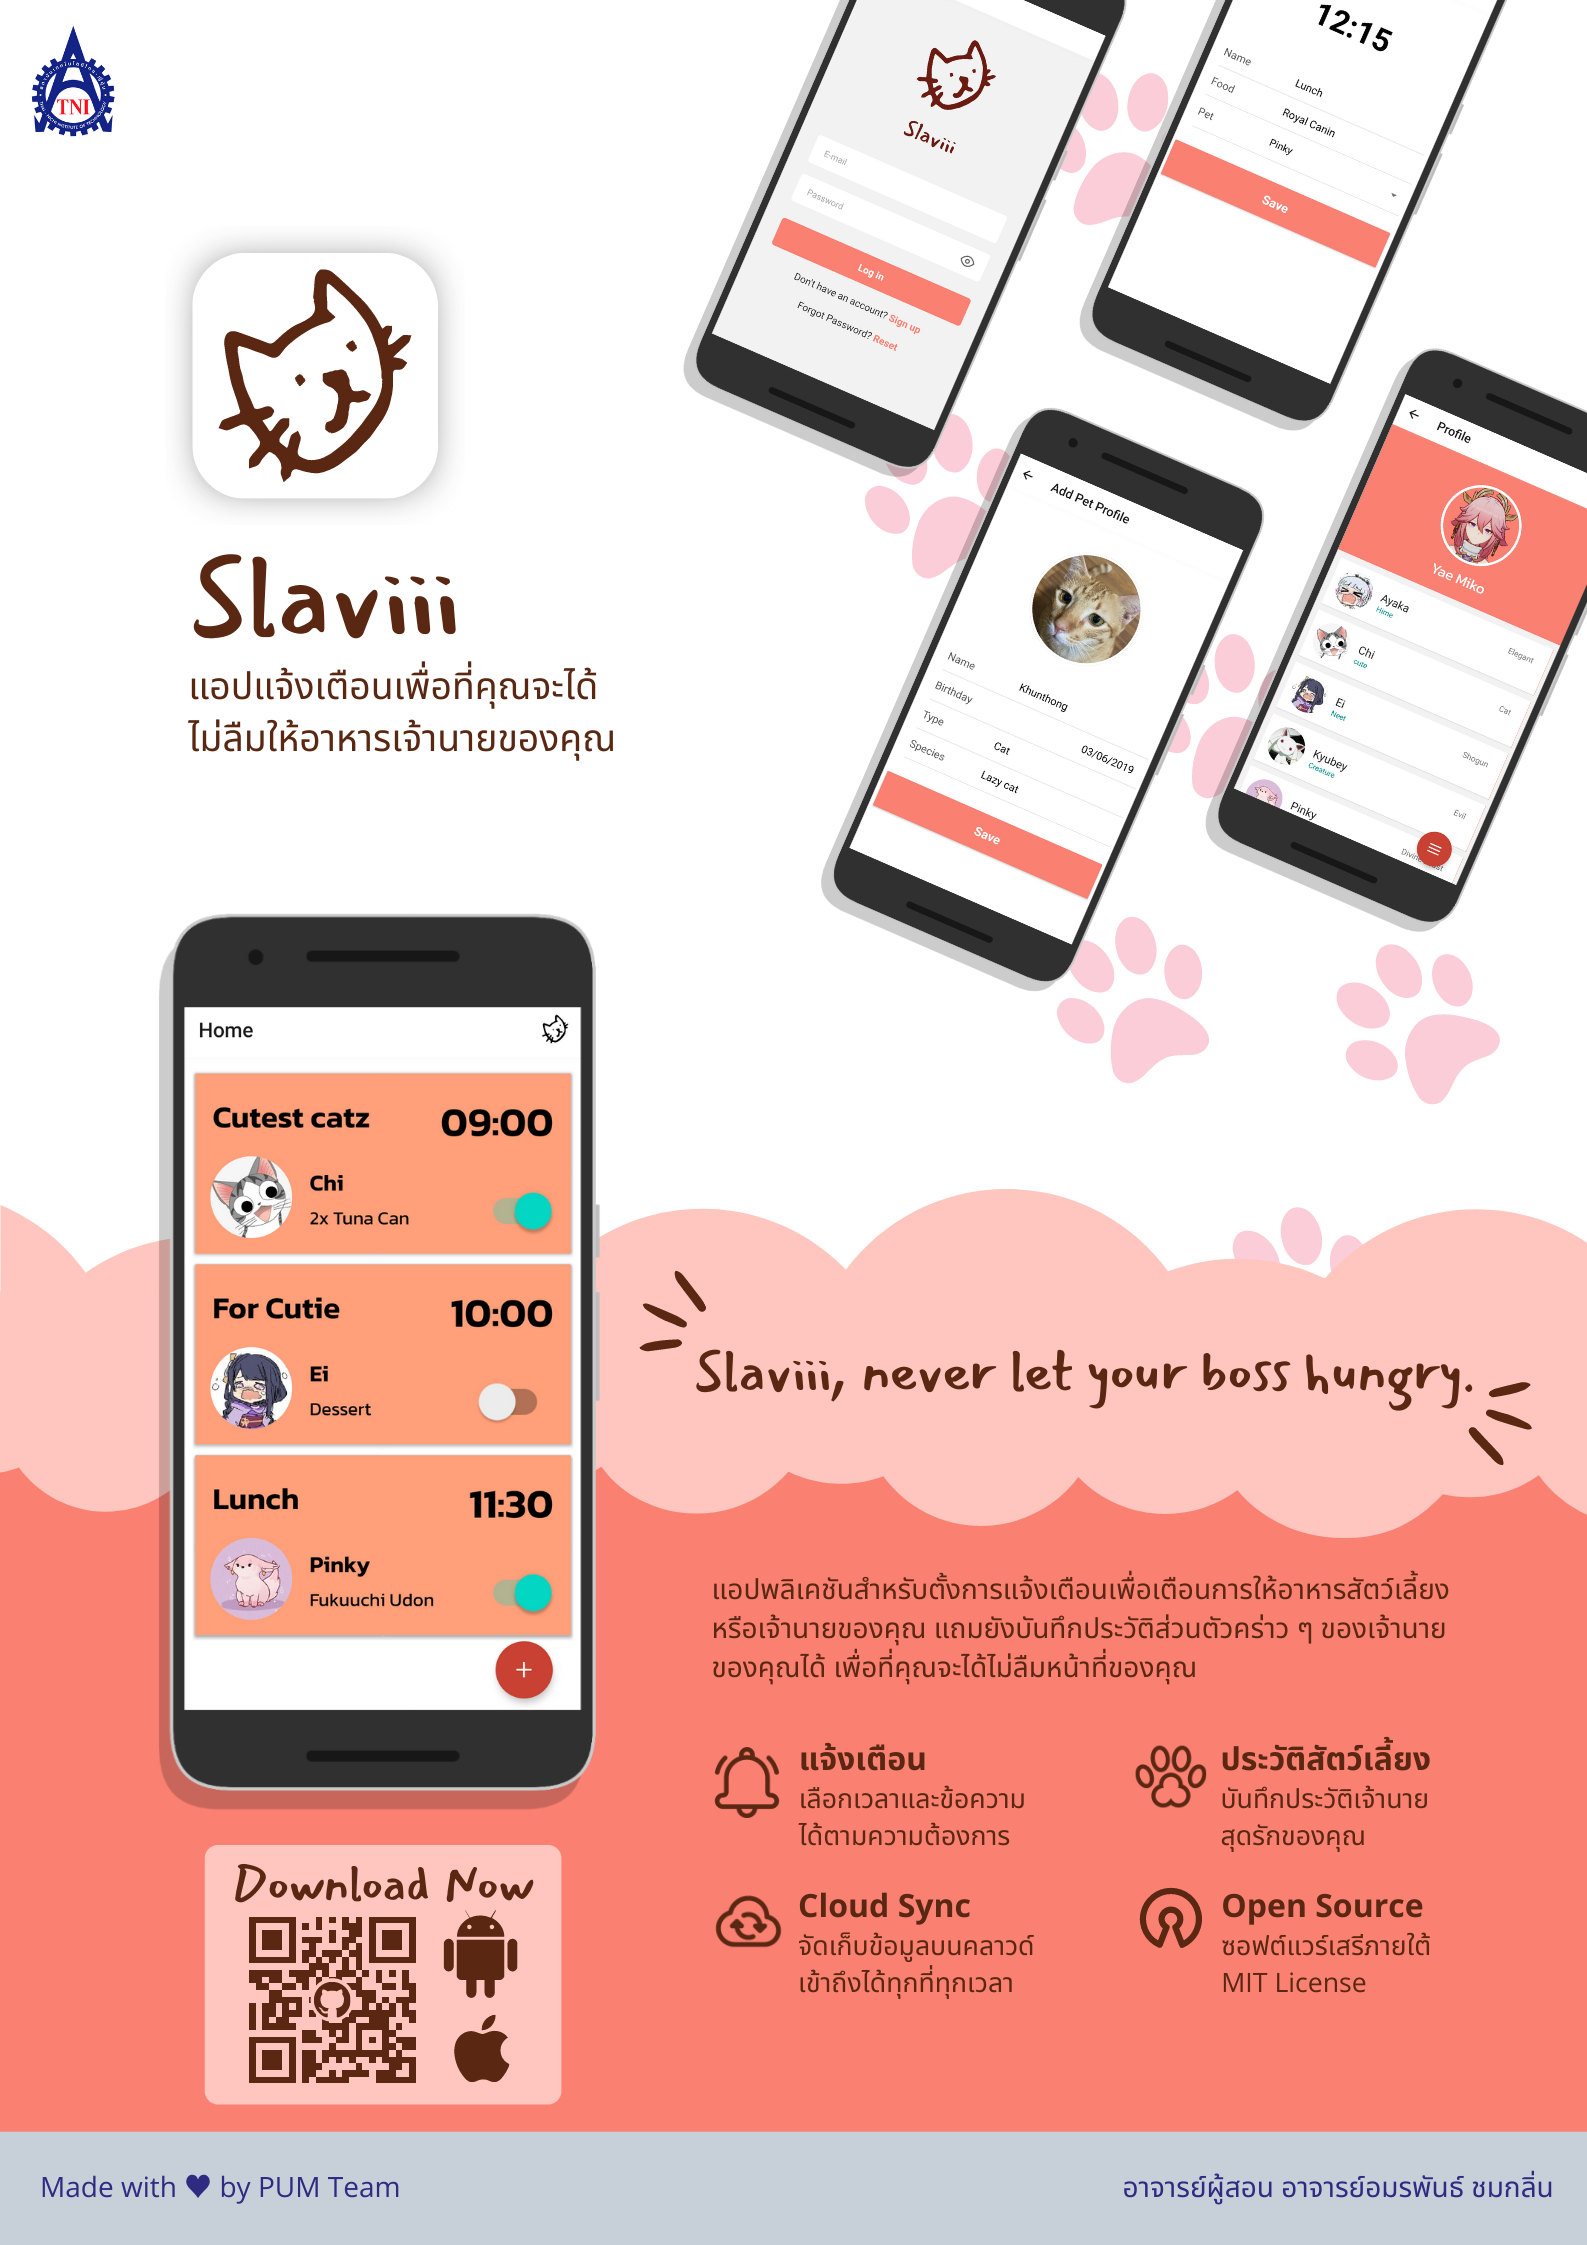 TNI
Slaviii
แอปแจ้งเตือนเพื่อที่คุณจะได้
ไม่ลืมให้อาหารเจ้านายของคุณ
Slaviii
E-mail
Password
Log in
Don't have an account? Sign up
Forgot Password? Reset
12:15
Name Lunch
Food Royal Canin
Pet Pinky
Save
Add Pet Profile
Name Khunthong
Birthday 03/06/2019
Type Cat
Species Lazy cat
Save
Profile
Yae Miko
Ayaka
Hime
Elegant
Chi
cute
Cat
Ei
Neet
Shogun
Kyubey
Creature
Evil
Pinky
Home
Cutest catz 09:00
Chi
2x Tuna Can
For Cutie 10:00
Ei
Dessert
Lunch 11:30
Pinky
Fukuuchi Udon
Slaviii, never let your boss hungry.
แอปพลิเคชันสำหรับตั้งการแจ้งเตือนเพื่อเตือนการให้อาหารสัตว์เลี้ยง
หรือเจ้านายของคุณ แถมยังบันทึกประวัติส่วนตัวคร่าว ๆ ของเจ้านาย
ของคุณได้ เพื่อที่คุณจะได้ไม่ลืมหน้าที่ของคุณ
แจ้งเตือน
เลือกเวลาและข้อความ
ได้ตามความต้องการ
ประวัติสัตว์เลี้ยง
บันทึกประวัติเจ้านาย
สุดรักของคุณ
Cloud Sync
จัดเก็บข้อมูลบนคลาวด์
เข้าถึงได้ทุกที่ทุกเวลา
Open Source
ซอฟต์แวร์เสรีภายใต้
MIT License
Download Now
Made with ♥ by PUM Team
อาจารย์ผู้สอน อาจารย์อมรพันธ์ ชมกลิ่น